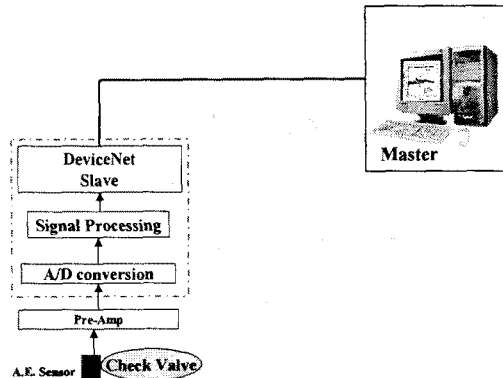 Master
DeviceNet
Slave
Signal Processing
A/D conversion
Pre-Amp
A.E. Sensor
Check Valve